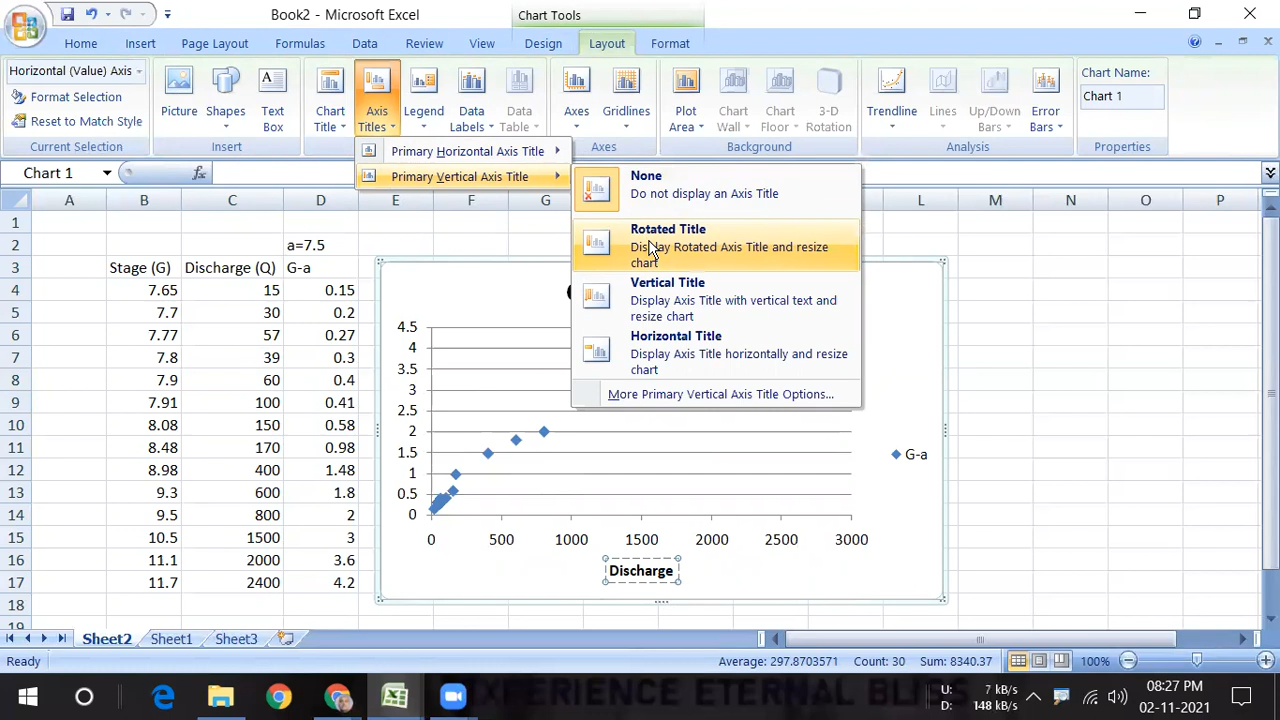 Book2 - Microsoft Excel
Chart Tools
Home Insert Page Layout Formulas Data Review View Design Layout Format
Horizontal (Value) Axis
Format Selection
Reset to Match Style
Current Selection
Picture
Shapes
Text Box
Insert
Chart Title
Axis Titles
Legend
Data Labels
Data Table
Axes
Gridlines
Axes
Plot Area
Chart Wall
Chart Floor
3-D Rotation
Background
Trendline
Lines
Up/Down Bars
Error Bars
Analysis
Chart Name:
Chart 1
Properties
Primary Horizontal Axis Title
Primary Vertical Axis Title
None
Do not display an Axis Title
Rotated Title
Display Rotated Axis Title and resize
chart
Vertical Title
Display Axis Title with vertical text and
resize chart
Horizontal Title
Display Axis Title horizontally and resize
chart
More Primary Vertical Axis Title Options...
Chart 1
fx
A B C D E F G L M N O P
1
2 a=7.5
3 Stage (G) Discharge (Q) G-a
4 7.65 15 0.15
5 7.7 30 0.2
6 7.77 57 0.27
7 7.8 39 0.3
8 7.9 60 0.4
9 7.91 100 0.41
10 8.08 150 0.58
11 8.48 170 0.98
12 8.98 400 1.48
13 9.3 600 1.8
14 9.5 800 2
15 10.5 1500 3
16 11.1 2000 3.6
17 11.7 2400 4.2
18
19
4.5
4
3.5
3
2.5
2
1.5
1
0.5
0
0 500 1000 1500 2000 2500 3000
Discharge
G-a
Sheet2 Sheet1 Sheet3
Ready
Average: 297.8703571 Count: 30 Sum: 8340.37
100%
EXPERIENCE ETERNAL BLISS
U: 7 kB/s
D: 148 kB/s
08:27 PM
02-11-2021